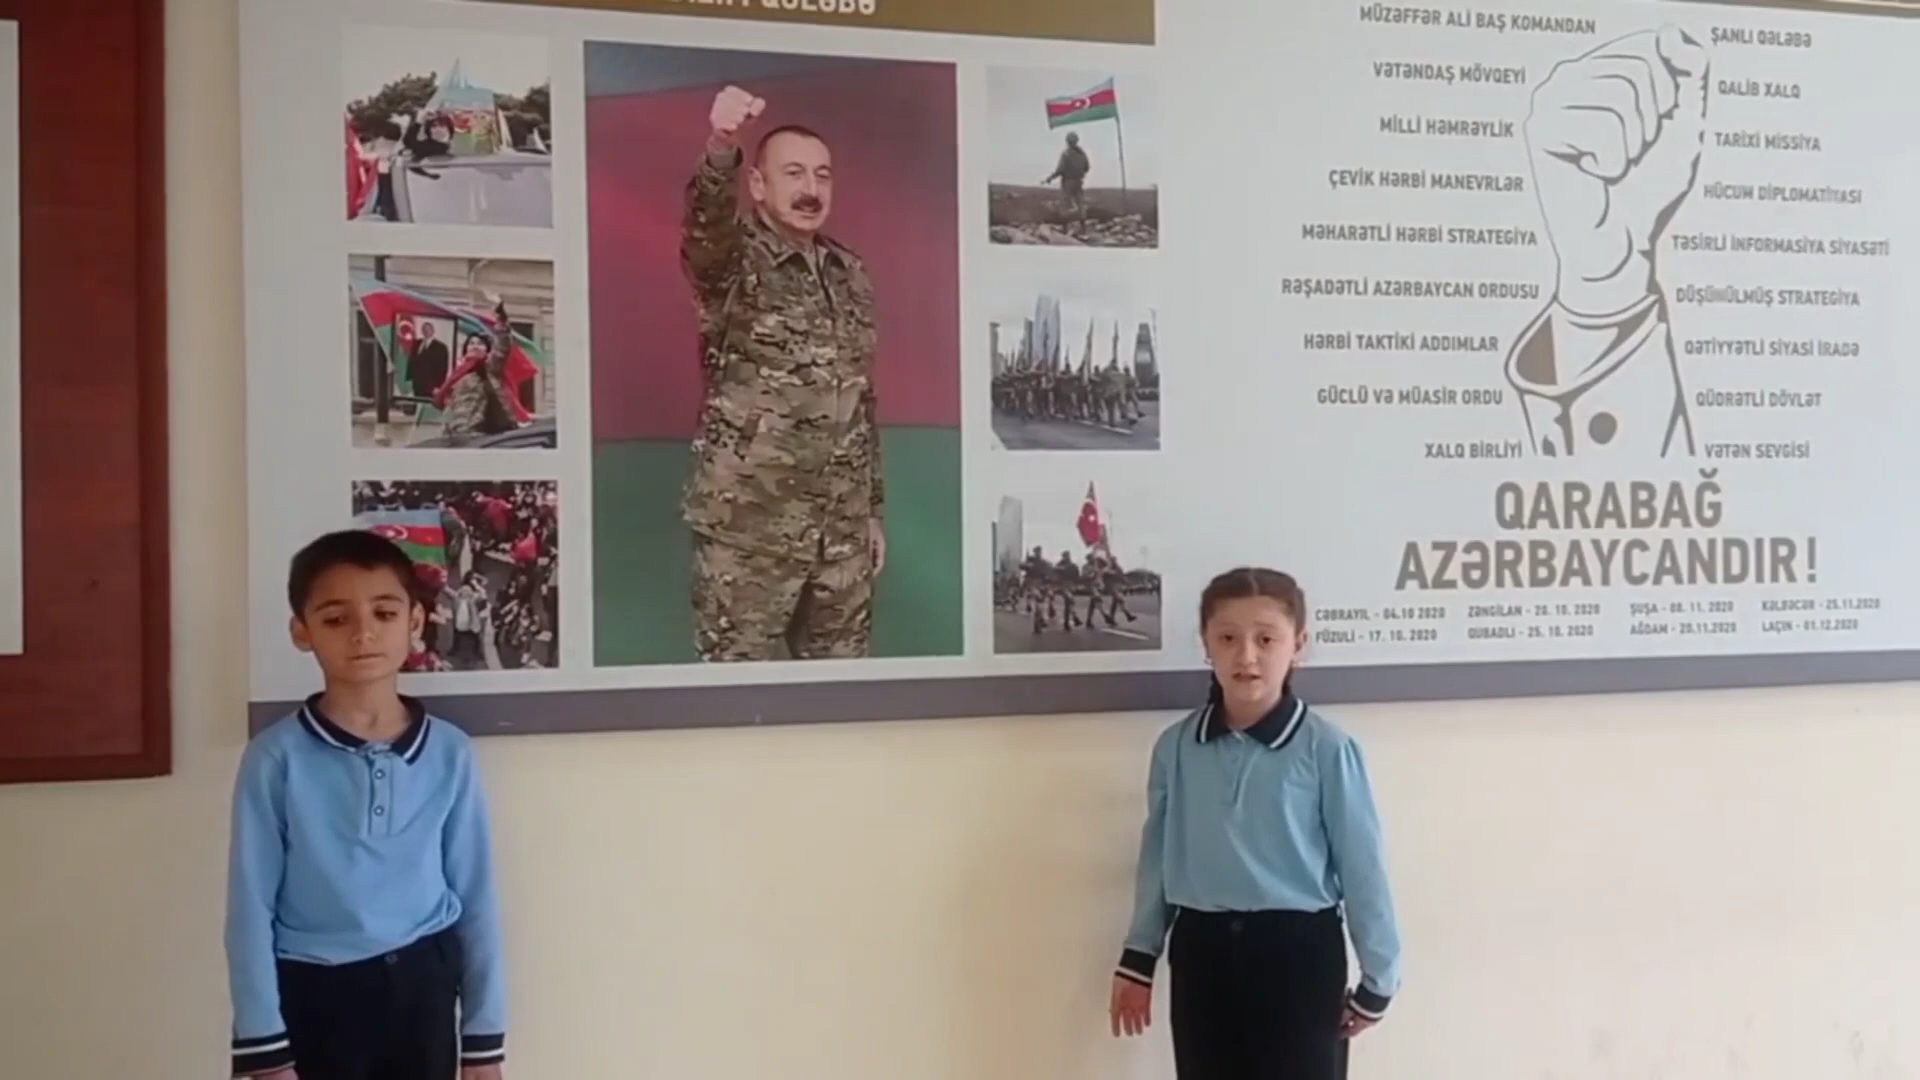 QƏLƏBƏ
MÜZƏFFƏR ALİ BAŞ KOMANDAN
VƏTƏNDAŞ MÖVQEYİ
MİLLİ HƏMRƏYLİK
ÇEVİK HƏRBİ MANEVRLƏR
MƏHARƏTLİ HƏRBİ STRATEGİYA
RƏŞADƏTLİ AZƏRBAYCAN ORDUSU
HƏRBİ TAKTİKİ ADDIMLAR
GÜCLÜ VƏ MÜASİR ORDU
XALQ BİRLİYİ
ŞANLI QƏLƏBƏ
QALİB XALQ
TARİXİ MİSSİYA
HÜCUM DİPLOMATİYASI
TƏSİRLİ İNFORMASİYA SİYASƏTİ
DÜŞÜNÜLMÜŞ STRATEGİYA
QƏTİYYƏTLİ SİYASİ İRADƏ
QÜDRƏTLİ DÖVLƏT
VƏTƏN SEVGİSİ
QARABAĞ
AZƏRBAYCANDIR!
CƏBRAYIL - 04.10 2020 ZƏNGİLAN - 20. 10. 2020 ŞUŞA - 08. 11. 2020 KƏLBƏCƏR - 25.11.2020
FÜZULİ - 17. 10. 2020 QUBADLI - 25. 10. 2020 AĞDAM - 20.11.2020 LAÇIN - 01.12.2020